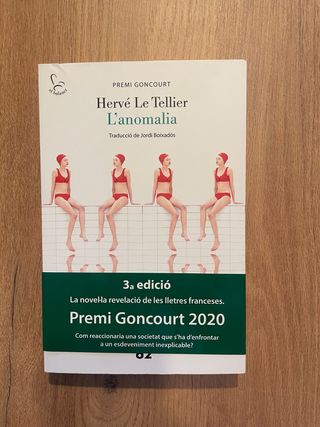 PREMI GONCOURT
Hervé Le Tellier
L'anomalia
Traducció de Jordi Boixadós
3a edició
La novel·la revelació de les lletres franceses.
Premi Goncourt 2020
Com reaccionaria una societat que s'ha d'enfrontar
a un esdeveniment inexplicable?
62